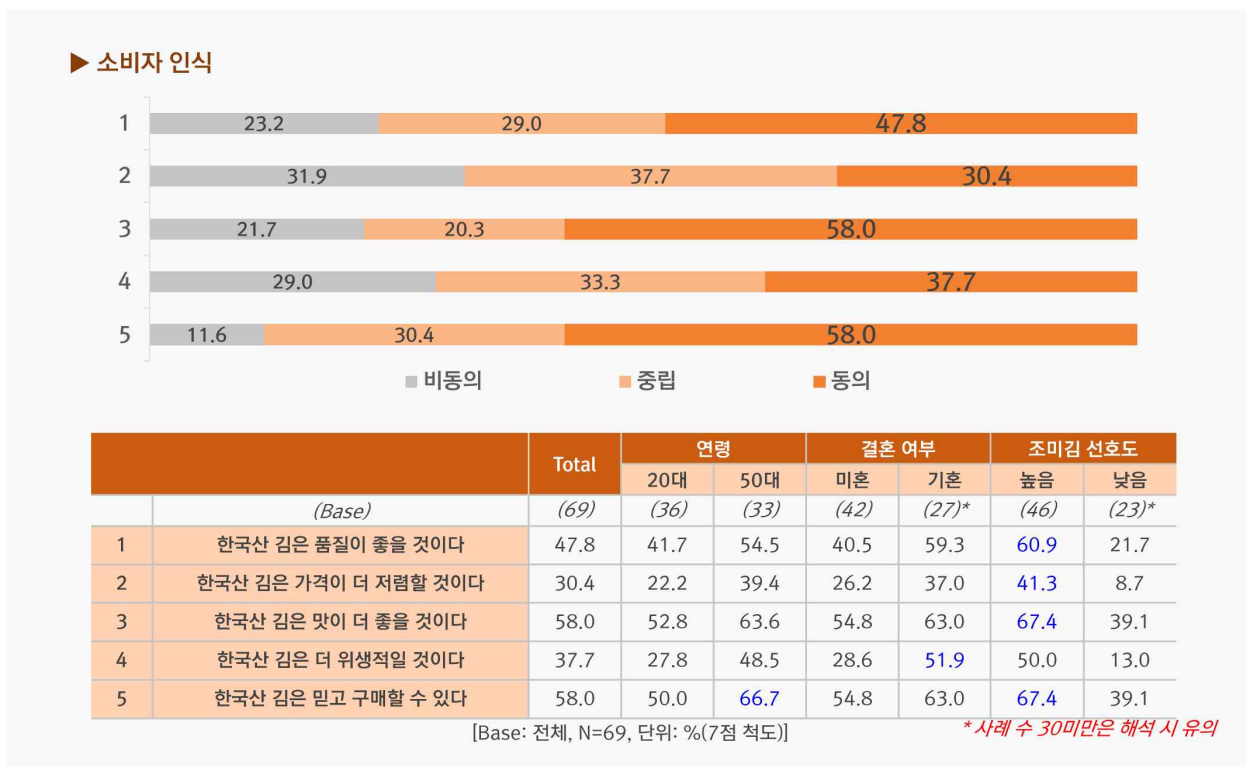 ▶ 소비자 인식
1 23.2 29.0 47.8
2 31.9 37.7 30.4
3 21.7 20.3 58.0
4 29.0 33.3 37.7
5 11.6 30.4 58.0
■ 비동의 ■ 중립 ■ 동의
Total 연령 결혼 여부 조미김 선호도
20대 50대 미혼 기혼 높음 낮음
(Base) (69) (36) (33) (42) (27)* (46) (23)*
1 한국산 김은 품질이 좋을 것이다 47.8 41.7 54.5 40.5 59.3 60.9 21.7
2 한국산 김은 가격이 더 저렴할 것이다 30.4 22.2 39.4 26.2 37.0 41.3 8.7
3 한국산 김은 맛이 더 좋을 것이다 58.0 52.8 63.6 54.8 63.0 67.4 39.1
4 한국산 김은 더 위생적일 것이다 37.7 27.8 48.5 28.6 51.9 50.0 13.0
5 한국산 김은 믿고 구매할 수 있다 58.0 50.0 66.7 54.8 63.0 67.4 39.1
[Base: 전체, N=69, 단위: %(7점 척도)] * 사례 수 30미만은 해석 시 유의